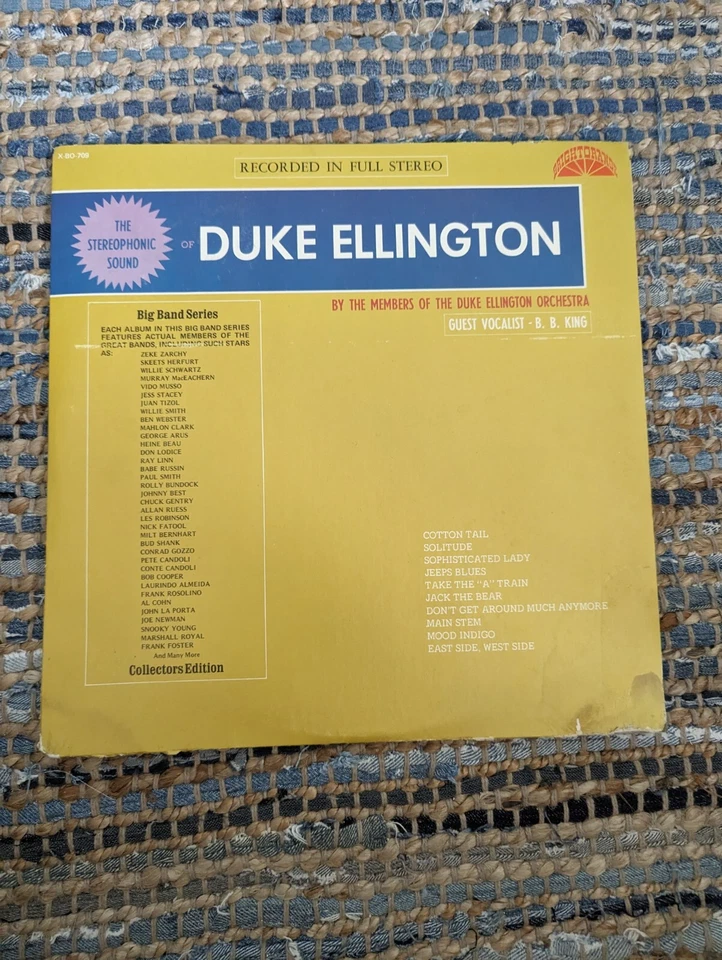 X-BO-769
RECORDED IN FULL STEREO
BRIGHTORANGE
THE
STEREOPHONIC
SOUND
OF DUKE ELLINGTON
BY THE MEMBERS OF THE DUKE ELLINGTON ORCHESTRA
GUEST VOCALIST - B. B. KING
Big Band Series
EACH ALBUM IN THIS BIG BAND SERIES
FEATURES ACTUAL MEMBERS OF THE
GREAT BANDS, INCLUDING SUCH STARS
AS:
ZEKE ZARCHY
SKEETS HERFURT
WILLIE SCHWARTZ
MURRAY MacEACHERN
VIDO MUSSO
JESS STACEY
JUAN TIZOL
WILLIE SMITH
BEN WEBSTER
MAHLON CLARK
GEORGE ARUS
HEINE BEAU
DON LODICE
RAY LINN
BABE RUSSIN
PAUL SMITH
ROLLY BUNDOCK
JOHNNY BEST
CHUCK GENTRY
ALLAN RUESS
LES ROBINSON
NICK FATOOL
MILT BERNHART
BUD SHANK
CONRAD GOZZO
PETE CANDOLI
CONTE CANDOLI
BOB COOPER
LAURINDO ALMEIDA
FRANK ROSOLINO
AL COHN
JOHN LA PORTA
JOE NEWMAN
SNOOKY YOUNG
MARSHALL ROYAL
FRANK FOSTER
And Many More
Collectors Edition
COTTON TAIL
SOLITUDE
SOPHISTICATED LADY
JEEPS BLUES
TAKE THE "A" TRAIN
JACK THE BEAR
DON'T GET AROUND MUCH ANYMORE
MAIN STEM
MOOD INDIGO
EAST SIDE, WEST SIDE